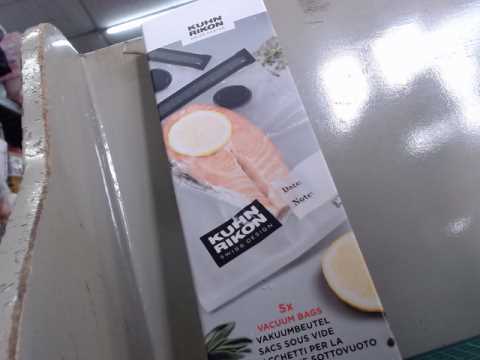 KUHN
RIKON
Date:
Note:
KUHN
RIKON
SWISS DESIGN
5x
VACUUM BAGS
VAKUUMBEUTEL
SACS SOUS VIDE
SACCHETTI PER LA
SOTTOVUOTO